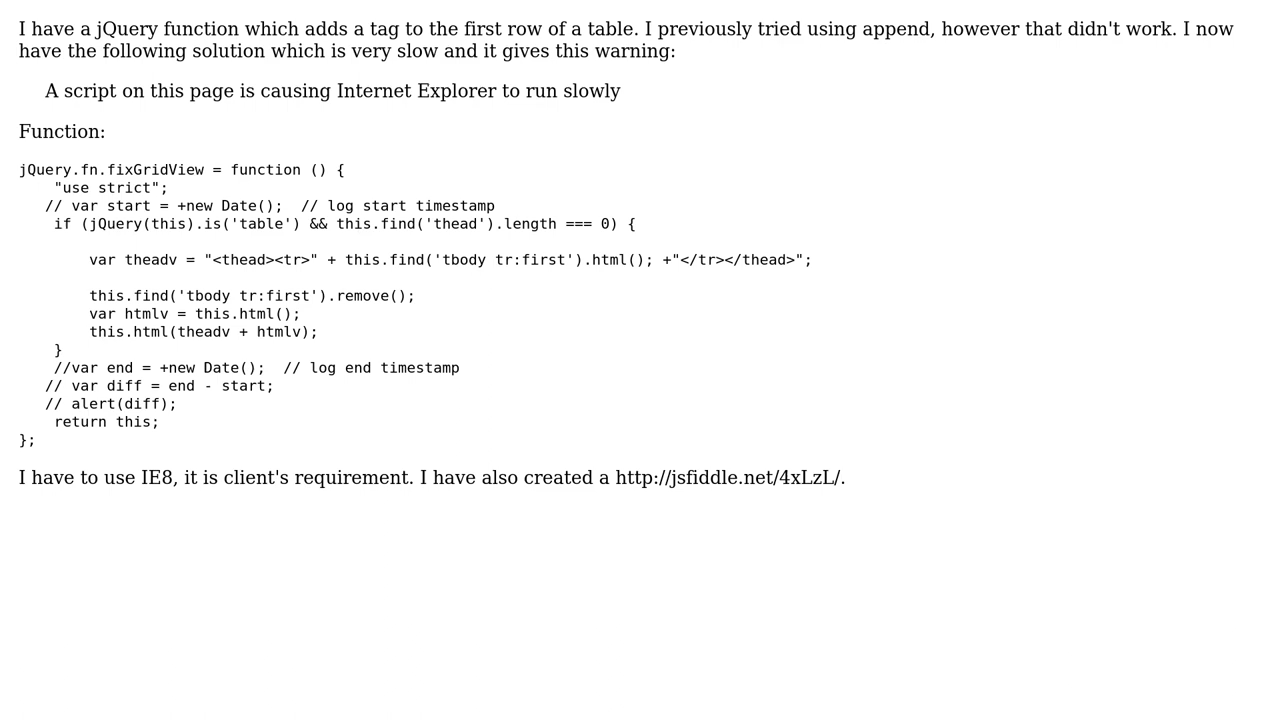 I have a jQuery function which adds a tag to the first row of a table. I previously tried using append, however that didn't work. I now
have the following solution which is very slow and it gives this warning:
A script on this page is causing Internet Explorer to run slowly
Function:
jQuery.fn.fixGridView = function () {
    "use strict";
   // var start = +new Date();  // log start timestamp
    if (jQuery(this).is('table') && this.find('thead').length === 0) {
        var theadv = "<thead><tr>" + this.find('tbody tr:first').html(); +"</tr></thead>";
        this.find('tbody tr:first').remove();
        var htmlv = this.html();
        this.html(theadv + htmlv);
    }
    //var end = +new Date();  // log end timestamp
   // var diff = end - start;
   // alert(diff);
    return this;
};
I have to use IE8, it is client's requirement. I have also created a http://jsfiddle.net/4xLzL/.